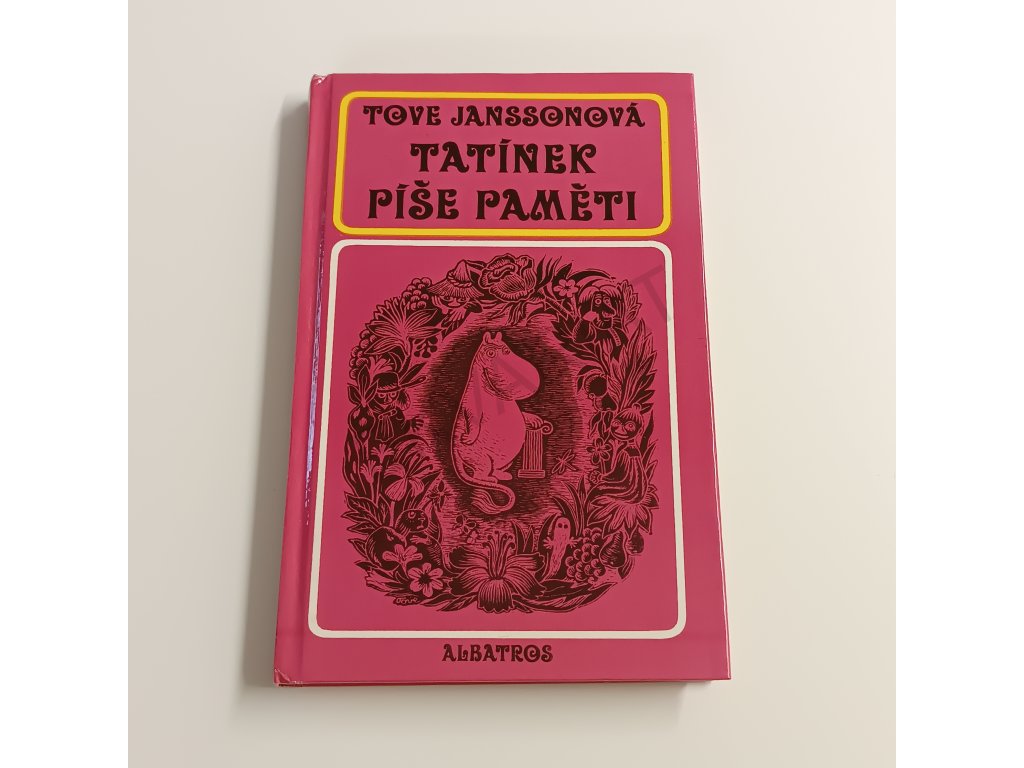 TOVE JANSSONOVÁ
TATÍNEK
PÍŠE PAMĚTI
ALBATROS